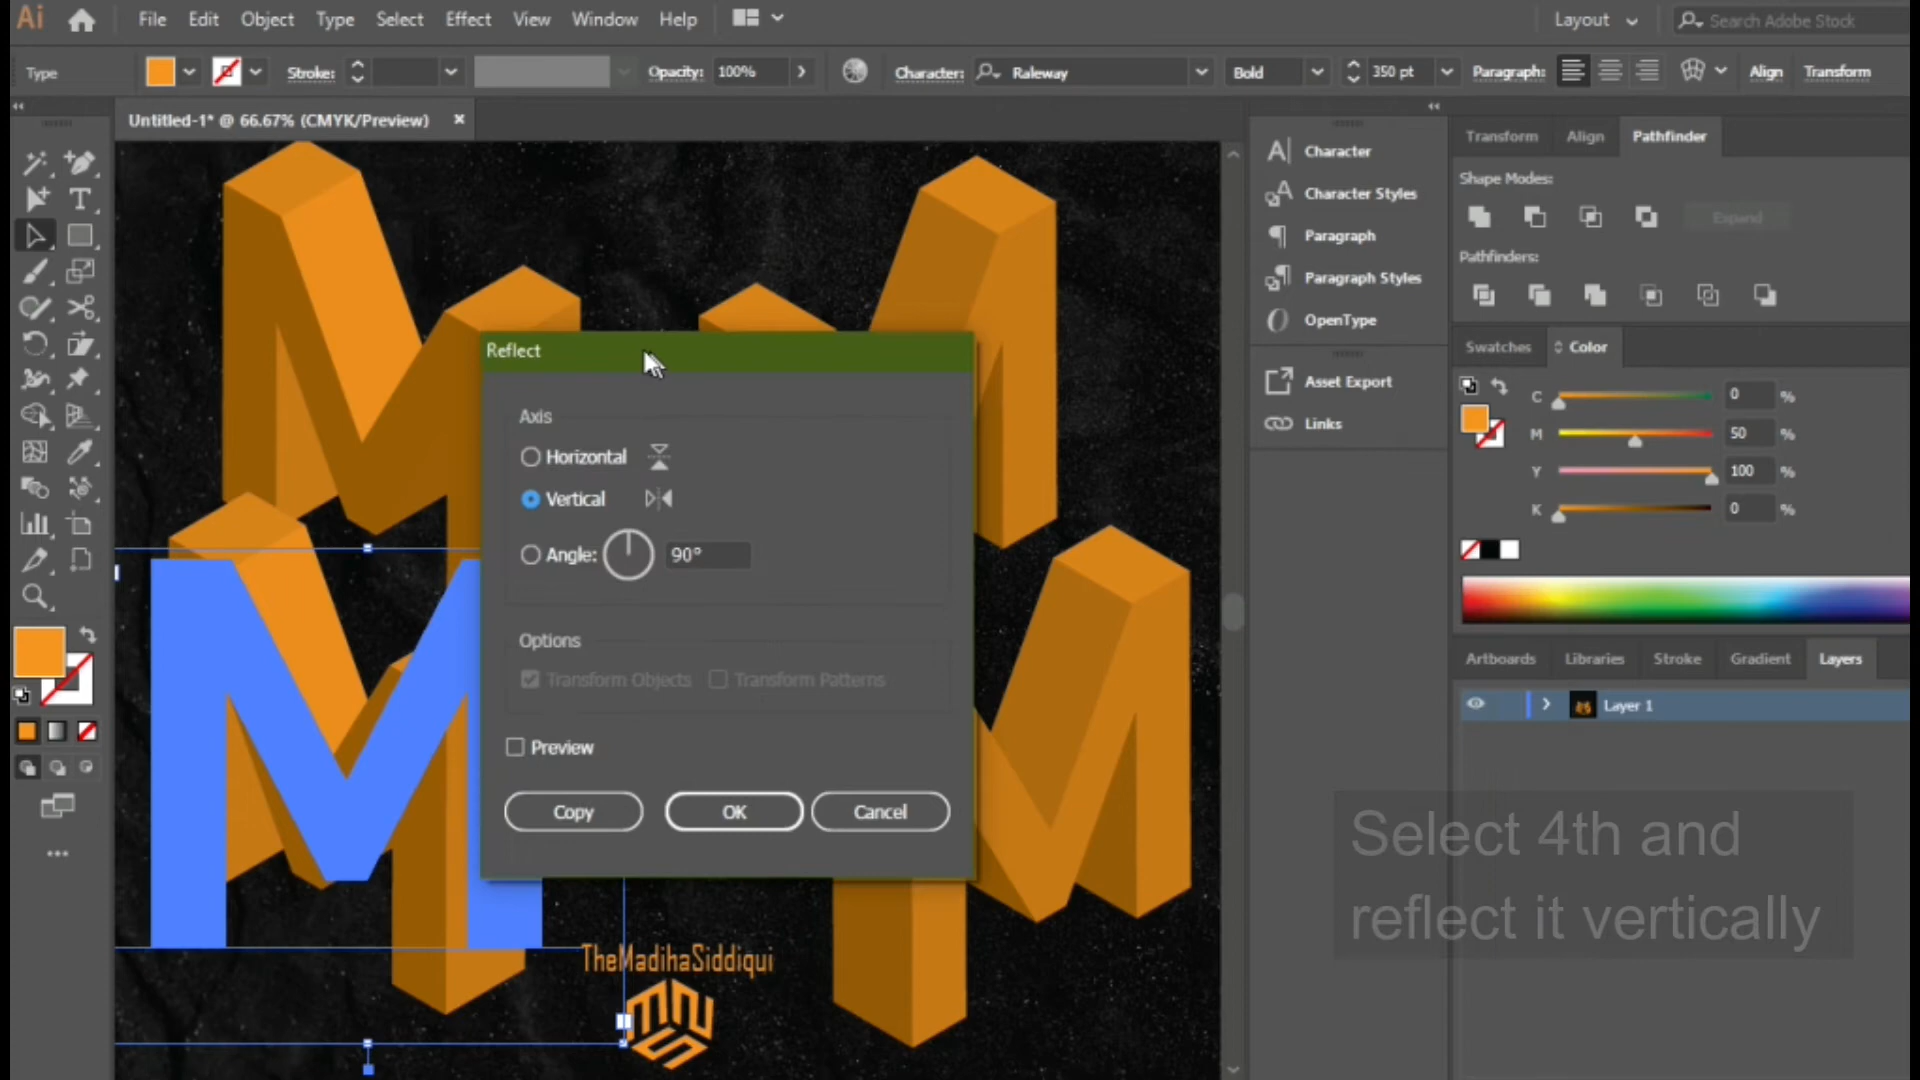 Ai File Edit Object Type Select Effect View Window Help Layout Search Adobe Stock
Type Stroke: Opacity: 100% Character: Raleway Bold 350 pt Paragraph: Align Transform
Untitled-1* @ 66.67% (CMYK/Preview)
Character
Character Styles
Paragraph
Paragraph Styles
OpenType
Asset Export
Links
Transform Align Pathfinder
Shape Modes:
Expand
Pathfinders:
Swatches Color
C 0 %
M 50 %
Y 100 %
K 0 %
Artboards Libraries Stroke Gradient Layers
Layer 1
Reflect
Axis
Horizontal
Vertical
Angle: 90°
Options
Transform Objects Transform Patterns
Preview
Copy OK Cancel
M M
M M
M
TheMadihaSiddiqui
MNS
Select 4th and
reflect it vertically